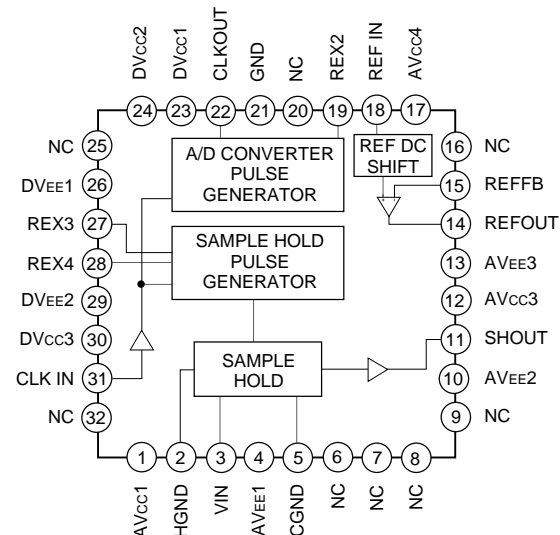 DVCC2
DVCC1
CLKOUT
GND
NC
REX2
REF IN
AVCC4
24
23
22
21
20
19
18
17
NC
25
DVEE1
26
REX3
27
REX4
28
DVEE2
29
DVCC3
30
CLK IN
31
NC
32
A/D CONVERTER
PULSE
GENERATOR
REF DC
SHIFT
SAMPLE HOLD
PULSE
GENERATOR
SAMPLE
HOLD
16
NC
15
REFFB
14
REFOUT
13
AVEE3
12
AVCC3
11
SHOUT
10
AVEE2
9
NC
1
2
3
4
5
6
7
8
AVCC1
HGND
VIN
AVEE1
CGND
NC
NC
NC